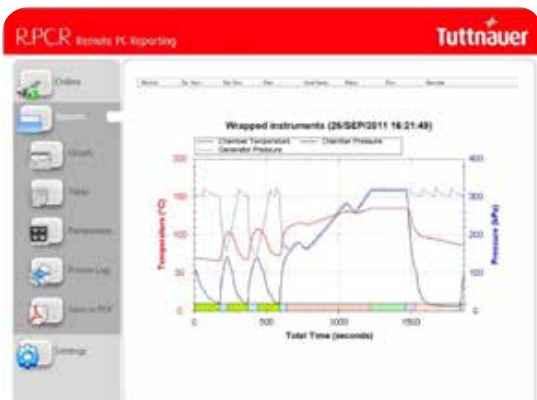 R.PC.R Remote PC Reporting
Tuttnauer
Online
Graph
Table
Parameters
Printer Log
Save as PDF
Settings
Wrapped instruments (26/SEP/2011 16:21:49)
Chamber Temperature
Chamber Pressure
Generator Pressure
Temperature (°C)
200
150
100
50
0
Pressure (kPa)
400
300
200
100
0
0
500
1000
1500
Total Time (seconds)